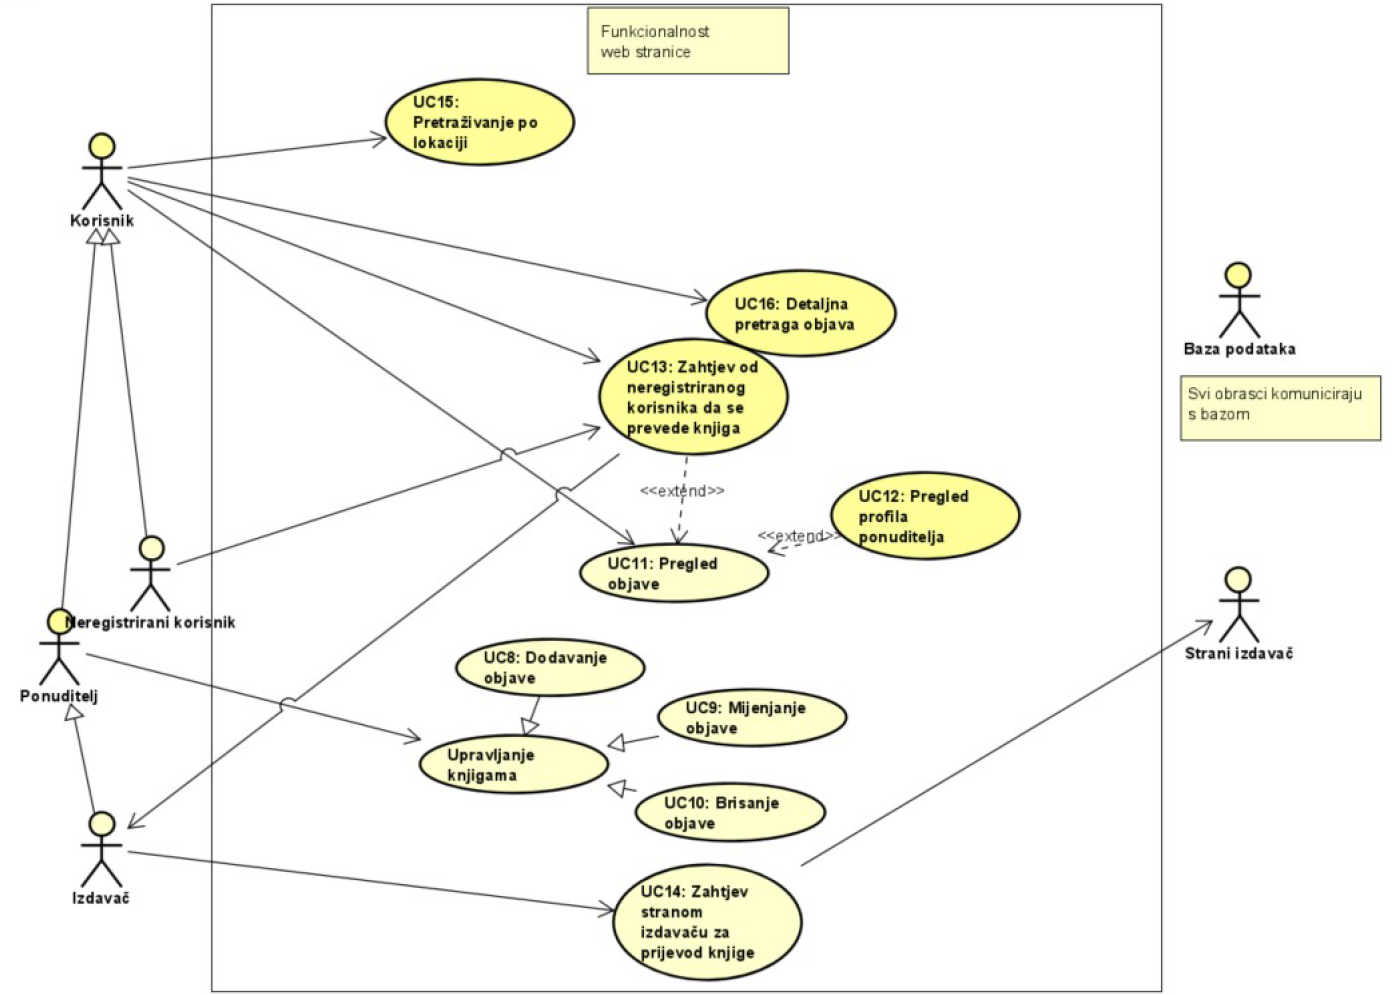 Funkcionalnost
web stranice
UC15:
Pretraživanje po
lokaciji
Korisnik
UC16: Detaljna
pretraga objava
Baza podataka
UC13: Zahtjev od
neregistriranog
korisnika da se
prevede knjiga
Svi obrasci komuniciraju
s bazom
<<extend>>
UC12: Pregled
profila
ponuditelja
<<extend>>
UC11: Pregled
objave
Neregistrirani korisnik
Strani izdavač
UC8: Dodavanje
objave
Ponuditelj
UC9: Mijenjanje
objave
Upravljanje
knjigama
UC10: Brisanje
objave
Izdavač
UC14: Zahtjev
stranom
izdavaču za
prijevod knjige